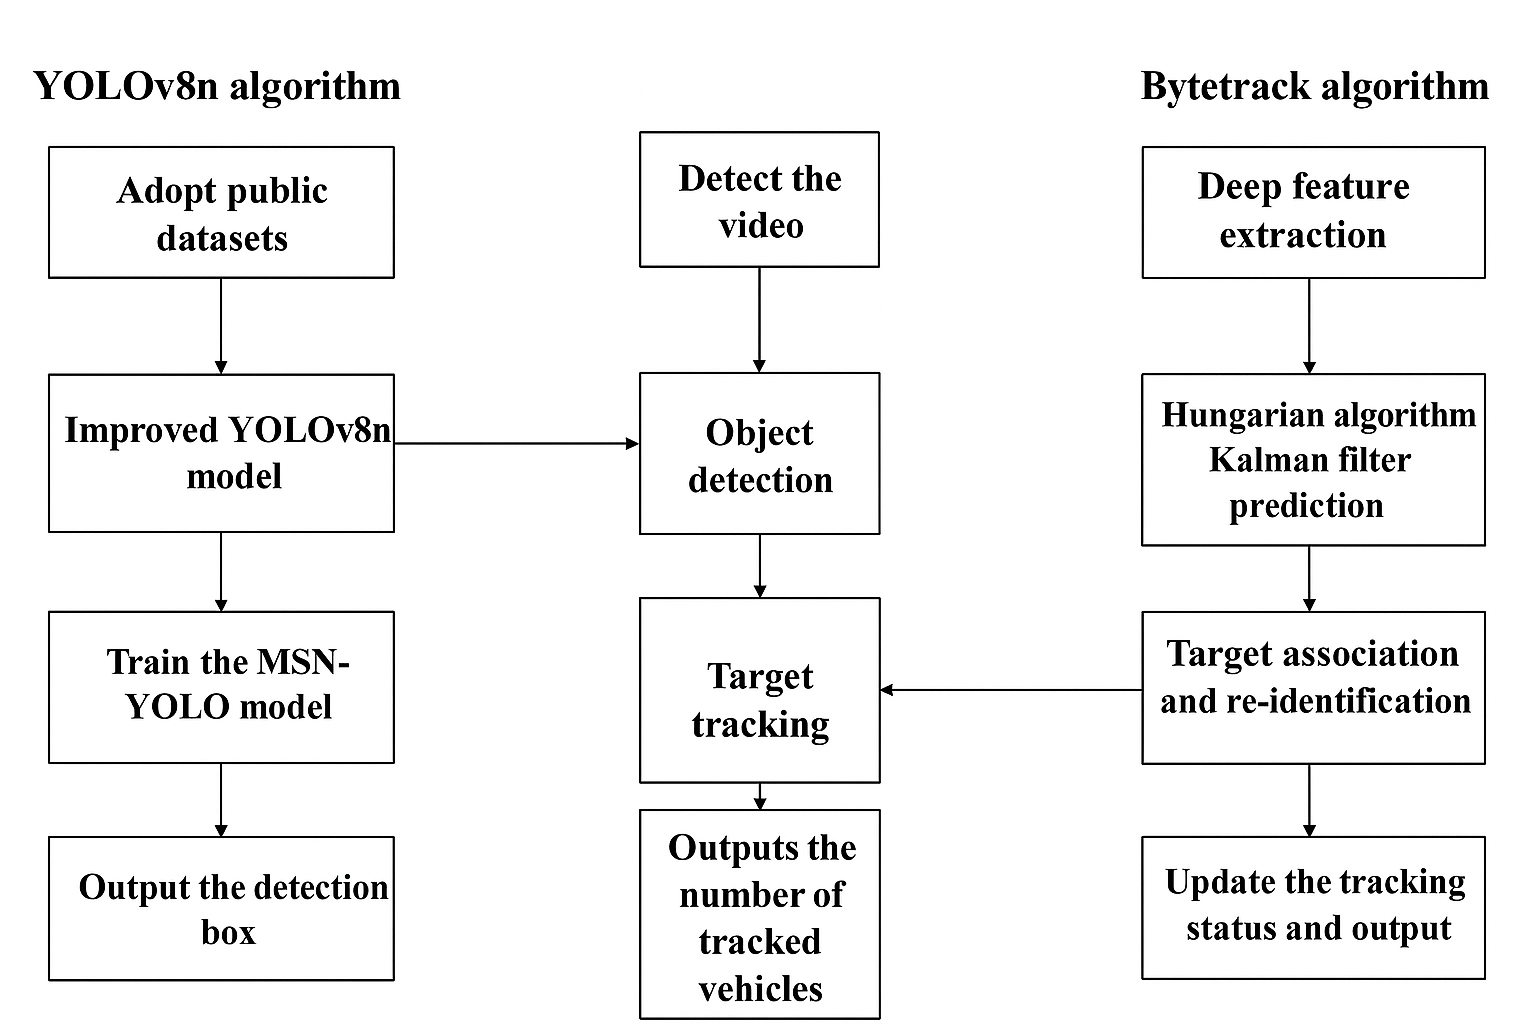 YOLOv8n algorithm
Adopt public
datasets
Improved YOLOv8n
model
Train the MSN-
YOLO model
Output the detection
box
Detect the
video
Object
detection
Target
tracking
Outputs the
number of
tracked
vehicles
Bytetrack algorithm
Deep feature
extraction
Hungarian algorithm
Kalman filter
prediction
Target association
and re-identification
Update the tracking
status and output